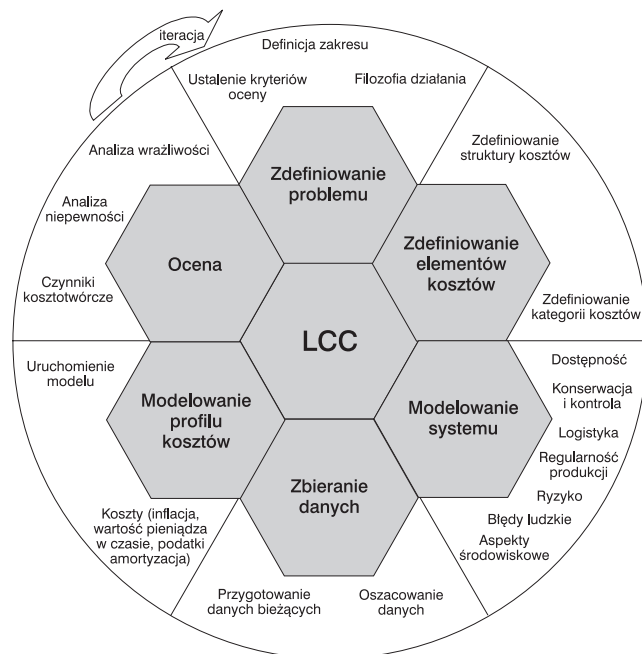 iteracja
Definicja zakresu
Ustalenie kryteriów
oceny
Filozofia działania
Zdefiniowanie
struktury kosztów
Analiza wrażliwości
Zdefiniowanie
problemu
Analiza
niepewności
Ocena
Zdefiniowanie
elementów
kosztów
Czynniki
kosztotwórcze
Zdefiniowanie
kategorii kosztów
LCC
Uruchomienie
modelu
Dostępność
Modelowanie
profilu
kosztów
Modelowanie
systemu
Konserwacja
i kontrola
Logistyka
Regularność
produkcji
Ryzyko
Zbieranie
danych
Koszty (inflacja,
wartość pieniądza
w czasie, podatki
amortyzacja)
Błędy ludzkie
Aspekty
środowiskowe
Przygotowanie
danych bieżących
Oszacowanie
danych